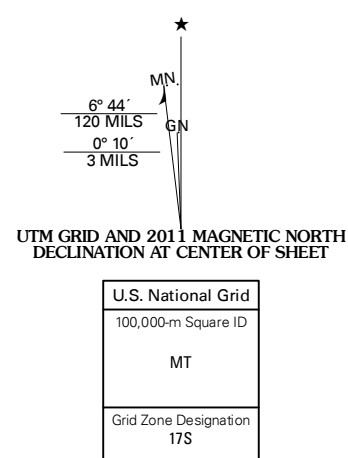 ★
MN.
GN
6° 44´
120 MILS
0° 10´
3 MILS
UTM GRID AND 2011 MAGNETIC NORTH
DECLINATION AT CENTER OF SHEET
U.S. National Grid
100,000-m Square ID
MT
Grid Zone Designation
17S